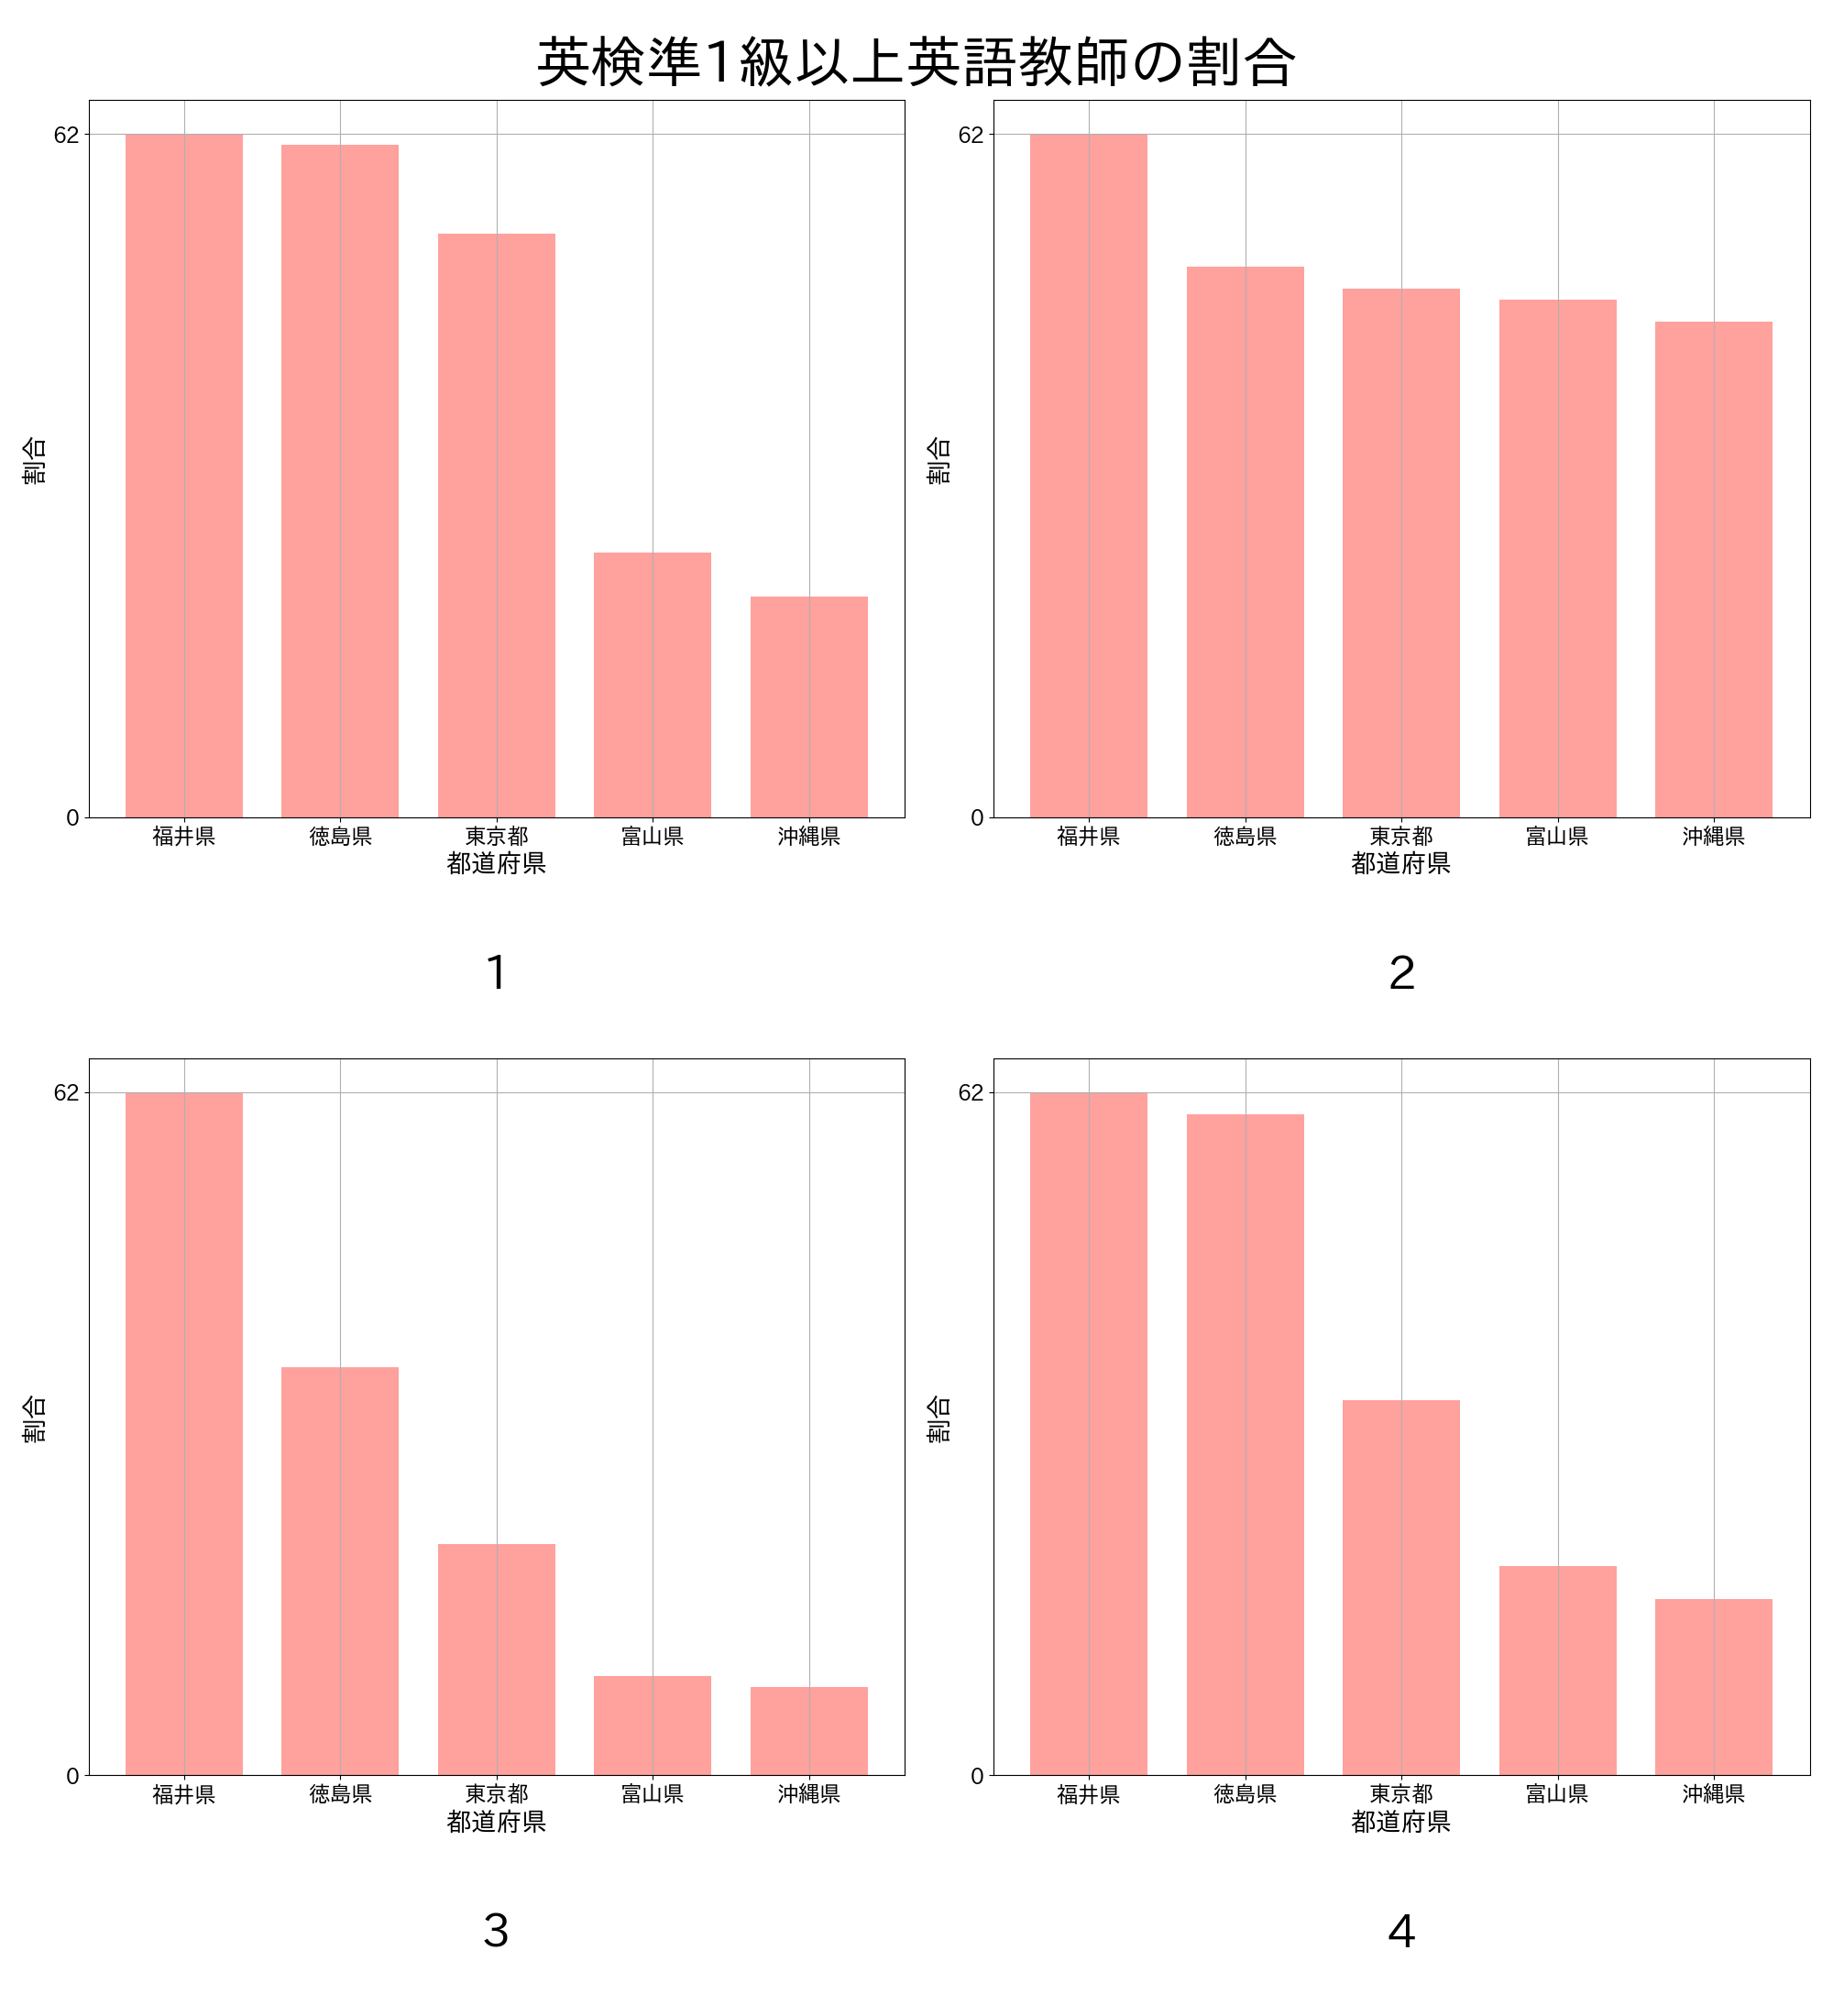 英検準1級以上英語教師の割合
62
0
割合
福井県 徳島県 東京都 富山県 沖縄県
都道府県
1
62
0
割合
福井県 徳島県 東京都 富山県 沖縄県
都道府県
2
62
0
割合
福井県 徳島県 東京都 富山県 沖縄県
都道府県
3
62
0
割合
福井県 徳島県 東京都 富山県 沖縄県
都道府県
4